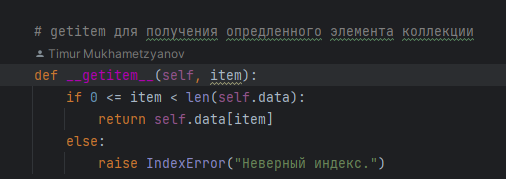 # getitem для получения опредленного элемента коллекции
Timur Mukhametzyanov
def __getitem__(self, item):
    if 0 <= item < len(self.data):
        return self.data[item]
    else:
        raise IndexError("Неверный индекс.")